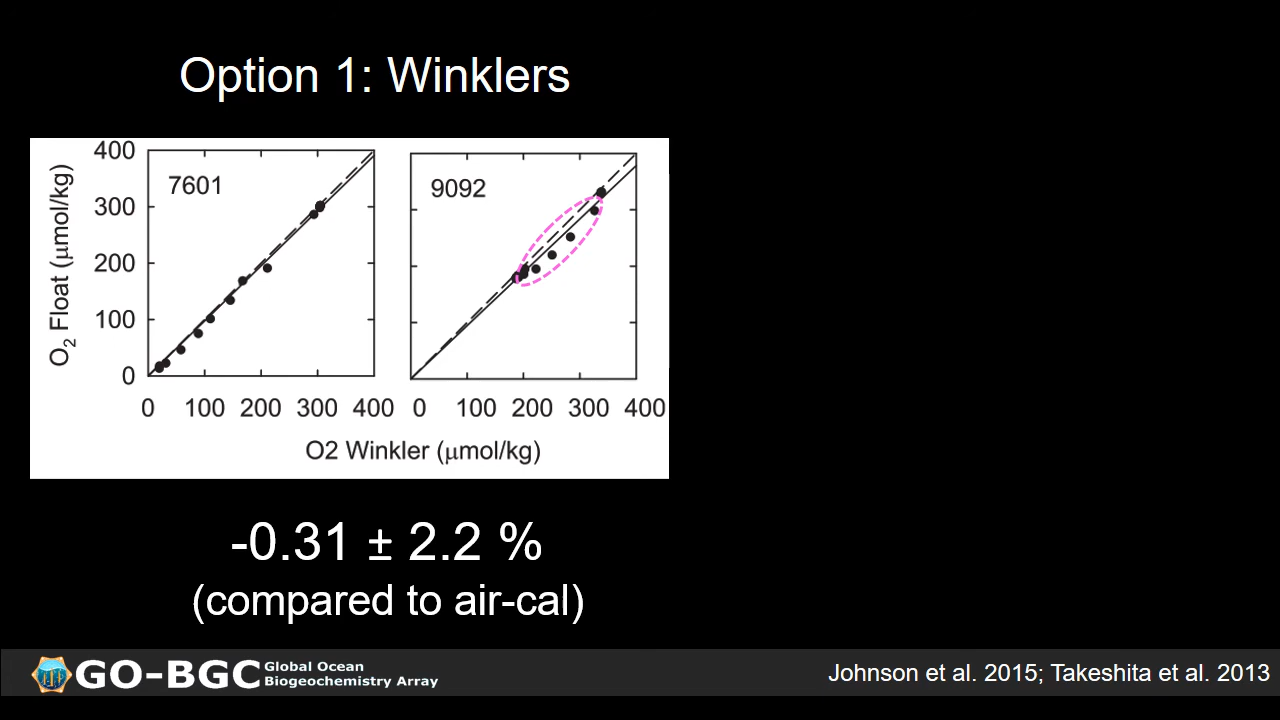 Option 1: Winklers
O₂ Float (μmol/kg)
400
300
200
100
0
7601
9092
0 100 200 300 400
0 100 200 300 400
O2 Winkler (μmol/kg)
-0.31 ± 2.2 %
(compared to air-cal)
GO-BGC
Global Ocean
Biogeochemistry Array
Johnson et al. 2015; Takeshita et al. 2013